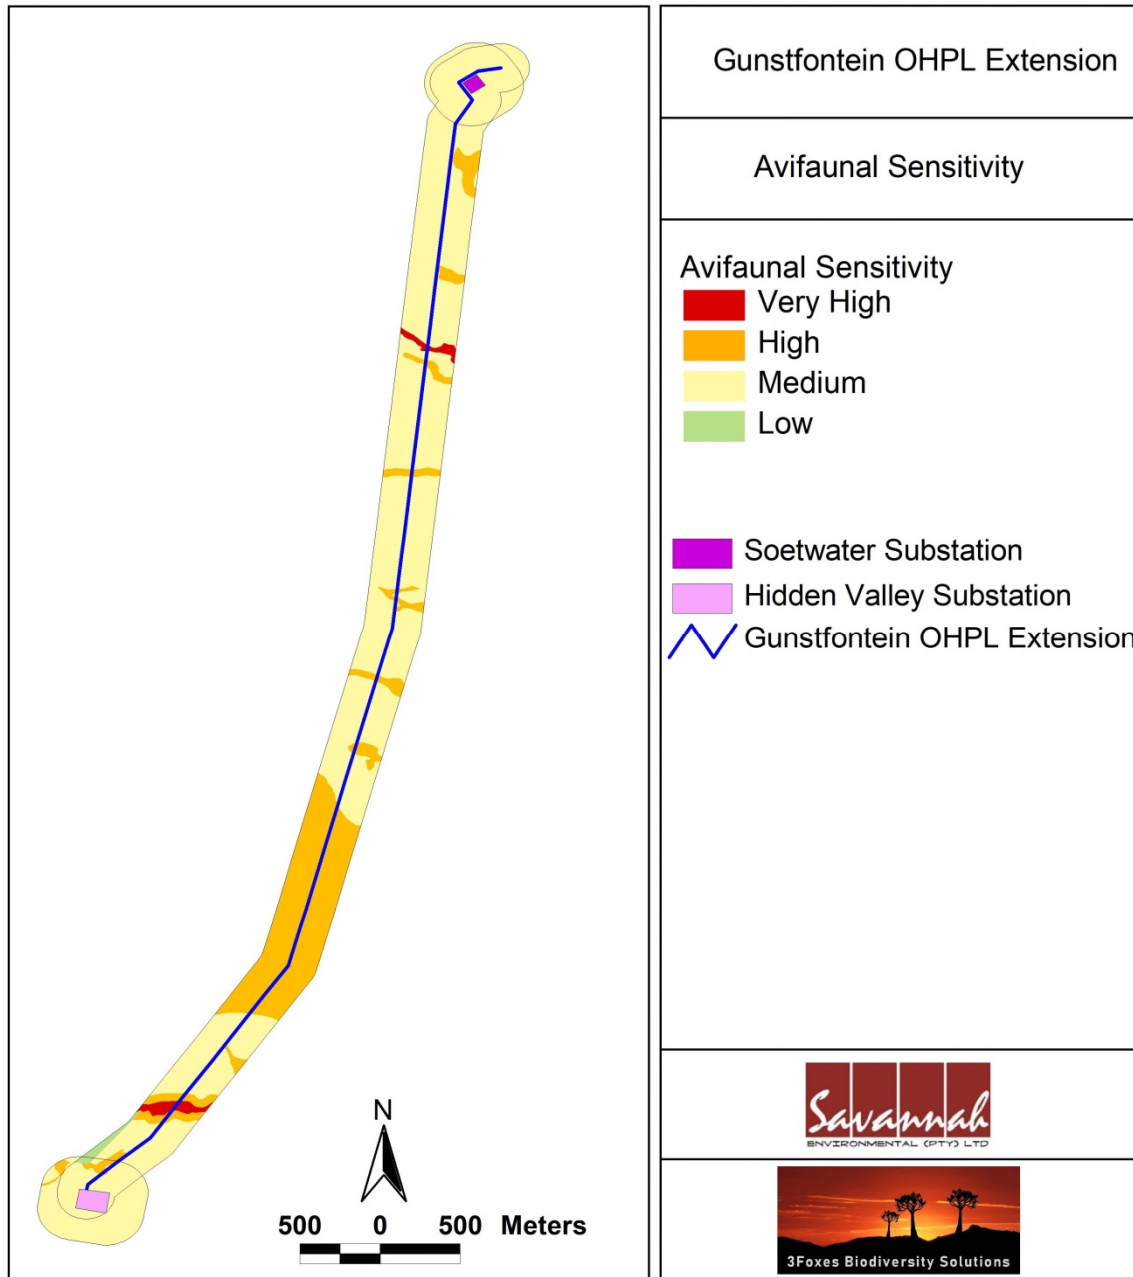 Gunstfontein OHPL Extension
Avifaunal Sensitivity
Avifaunal Sensitivity
Very High
High
Medium
Low
Soetwater Substation
Hidden Valley Substation
Gunstfontein OHPL Extension
N
500 0 500 Meters
Savannah
ENVIRONMENTAL (PTY) LTD
3Foxes Biodiversity Solutions